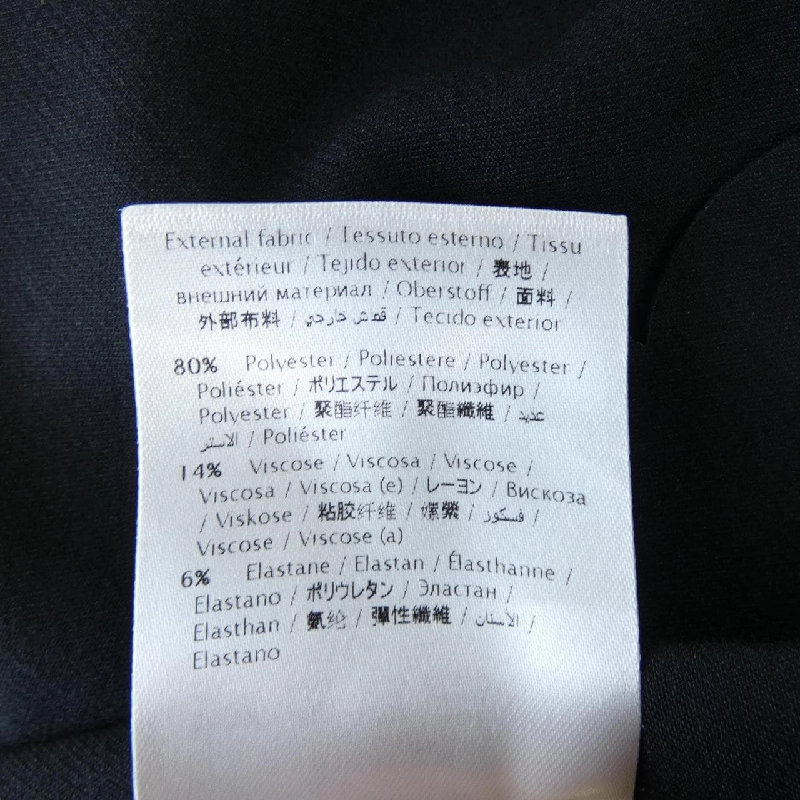 External fabric / Tessuto esterno / Tissu
extérieur / Tejido exterior / 表地 /
внешний материал / Oberstoff / 面料 /
外部布料 / / Tecido exterior
80% Polyester / Poliestere / Polyester /
Poliéster / ポリエステル / Полиэфир /
Polyester / 聚酯纤维 / 聚酯纖維 / عديد
الاستر / Poliéster
14% Viscose / Viscosa / Viscose /
Viscosa / Viscosa (e) / レーヨン / Вискоза
/ Viskose / 粘胶纤维 / 嫘縈 / فسكوز /
Viscose / Viscose (a)
6% Elastane / Elastan / Élasthanne /
Elastano / ポリウレタン / Эластан /
Elasthan / 氨纶 / 彈性纖維 / الأستان /
Elastano